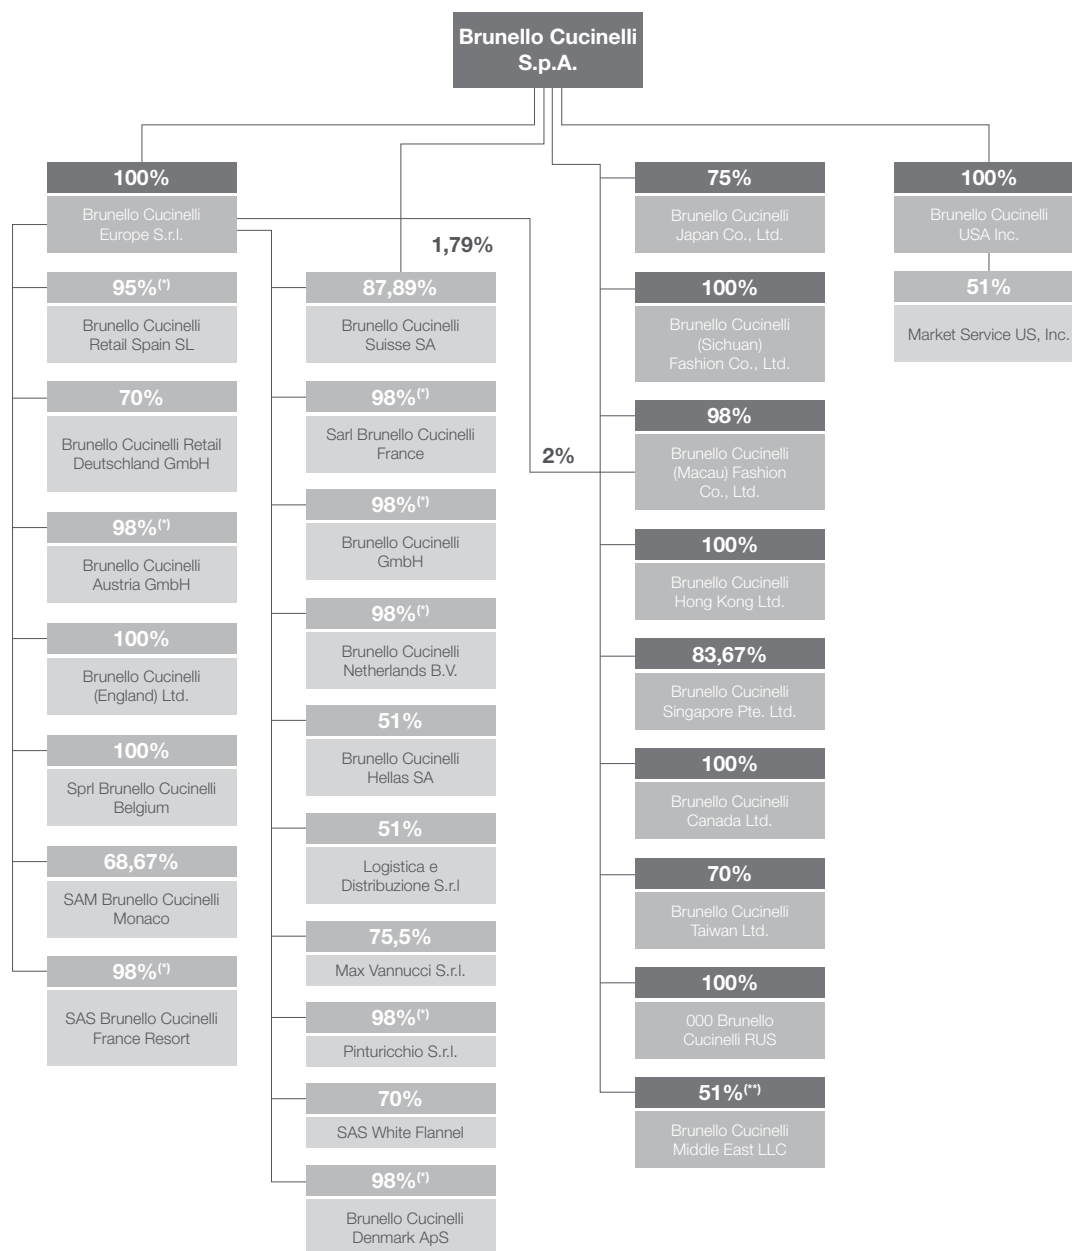 Brunello Cucinelli
S.p.A.
100%
Brunello Cucinelli
Europe S.r.l.
95%(*)
Brunello Cucinelli
Retail Spain SL
70%
Brunello Cucinelli Retail
Deutschland GmbH
98%(*)
Brunello Cucinelli
Austria GmbH
100%
Brunello Cucinelli
(England) Ltd.
100%
Sprl Brunello Cucinelli
Belgium
68,67%
SAM Brunello Cucinelli
Monaco
98%(*)
SAS Brunello Cucinelli
France Resort
1,79%
87,89%
Brunello Cucinelli
Suisse SA
98%(*)
Sarl Brunello Cucinelli
France
98%(*)
Brunello Cucinelli
GmbH
98%(*)
Brunello Cucinelli
Netherlands B.V.
51%
Brunello Cucinelli
Hellas SA
51%
Logistica e
Distribuzione S.r.l
75,5%
Max Vannucci S.r.l.
98%(*)
Pinturicchio S.r.l.
70%
SAS White Flannel
98%(*)
Brunello Cucinelli
Denmark ApS
2%
75%
Brunello Cucinelli
Japan Co., Ltd.
100%
Brunello Cucinelli
(Sichuan)
Fashion Co., Ltd.
98%
Brunello Cucinelli
(Macau) Fashion
Co., Ltd.
100%
Brunello Cucinelli
Hong Kong Ltd.
83,67%
Brunello Cucinelli
Singapore Pte. Ltd.
100%
Brunello Cucinelli
Canada Ltd.
70%
Brunello Cucinelli
Taiwan Ltd.
100%
000 Brunello
Cucinelli RUS
51%(**)
Brunello Cucinelli
Middle East LLC
100%
Brunello Cucinelli
USA Inc.
51%
Market Service US, Inc.